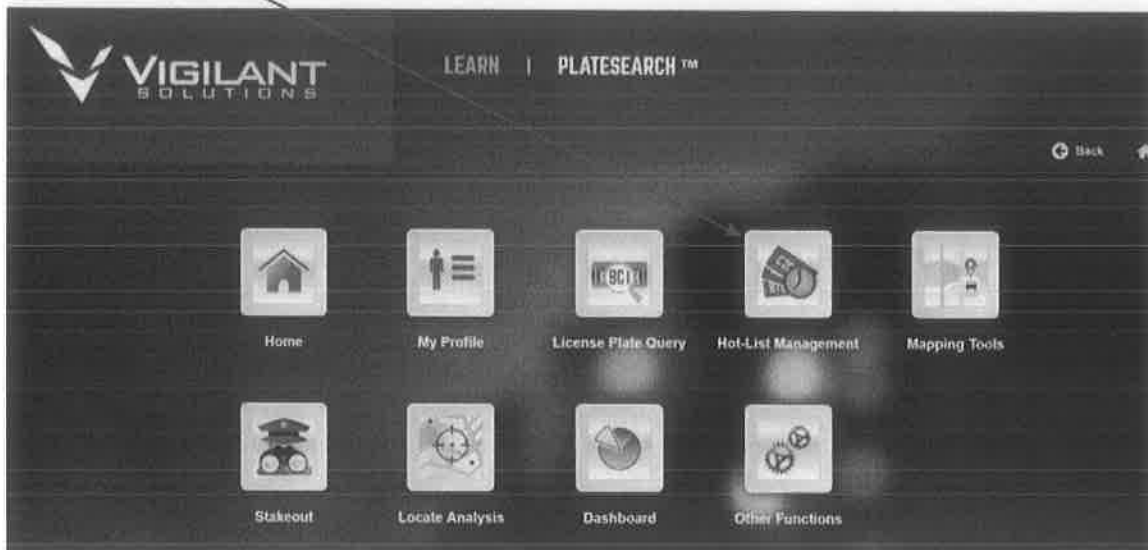 VIGILANT
SOLUTIONS
LEARN | PLATESEARCH ™
Back
BCI
Home
My Profile
License Plate Query
Hot-List Management
Mapping Tools
Stakeout
Locate Analysis
Dashboard
Other Functions